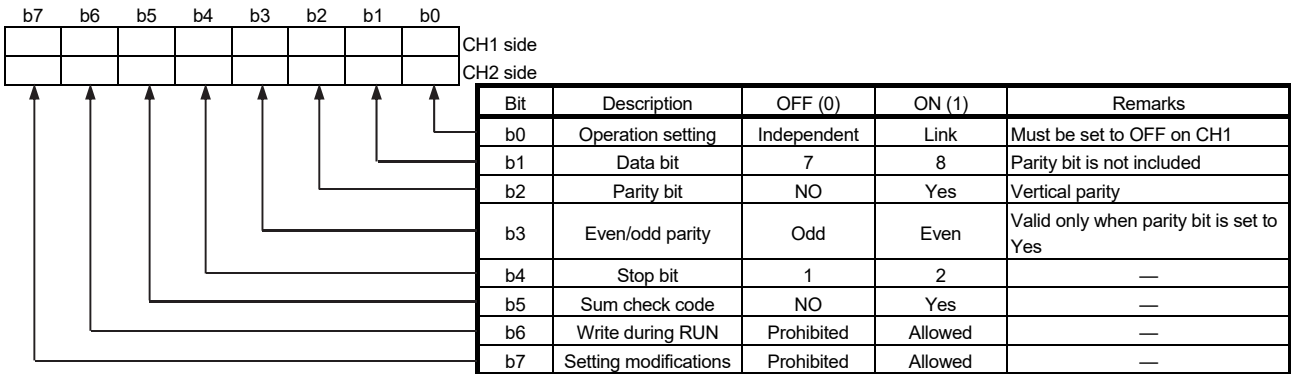 b7 b6 b5 b4 b3 b2 b1 b0
CH1 side
CH2 side
Bit Description OFF (0) ON (1) Remarks
b0 Operation setting Independent Link Must be set to OFF on CH1
b1 Data bit 7 8 Parity bit is not included
b2 Parity bit NO Yes Vertical parity
b3 Even/odd parity Odd Even Valid only when parity bit is set to
Yes
b4 Stop bit 1 2 —
b5 Sum check code NO Yes —
b6 Write during RUN Prohibited Allowed —
b7 Setting modifications Prohibited Allowed —